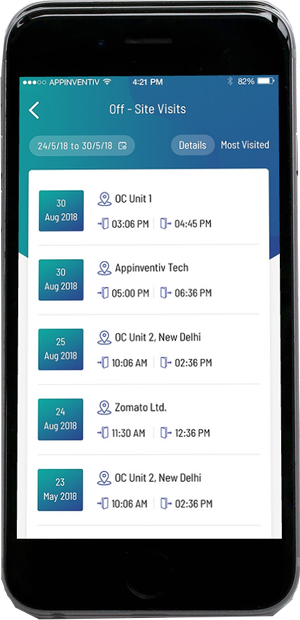 APPINVENTIV 4:21 PM 82%
Off - Site Visits
24/5/18 to 30/5/18 Details Most Visited
30
Aug 2018
OC Unit 1
03:06 PM 04:45 PM
30
Aug 2018
Appinventiv Tech
05:00 PM 06:36 PM
25
Aug 2018
OC Unit 2, New Delhi
10:06 AM 02:36 PM
24
Aug 2018
Zomato Ltd.
11:30 AM 12:36 PM
23
May 2018
OC Unit 2, New Delhi
10:06 AM 02:36 PM